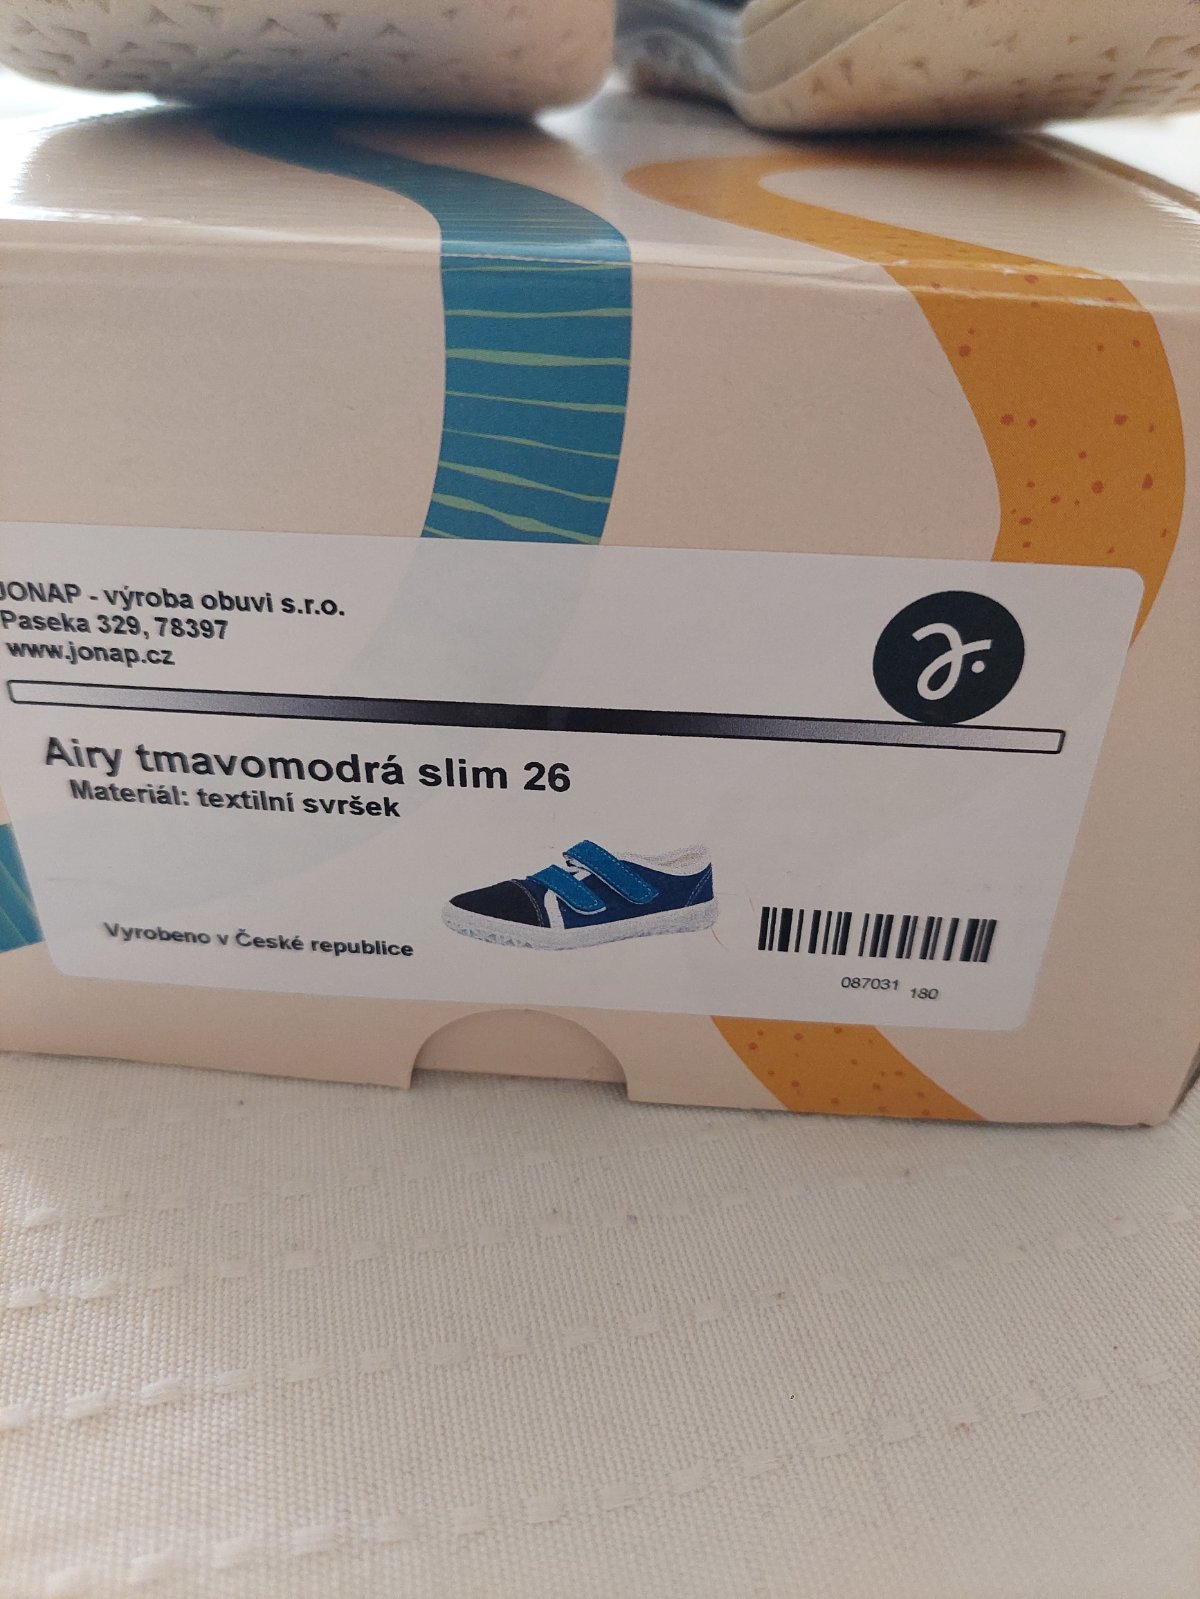 JONAP - výroba obuvi s.r.o.
Paseka 329, 78397
www.jonap.cz
Airy tmavomodrá slim 26
Materiál: textilní svršek
Vyrobeno v České republice
087031 180